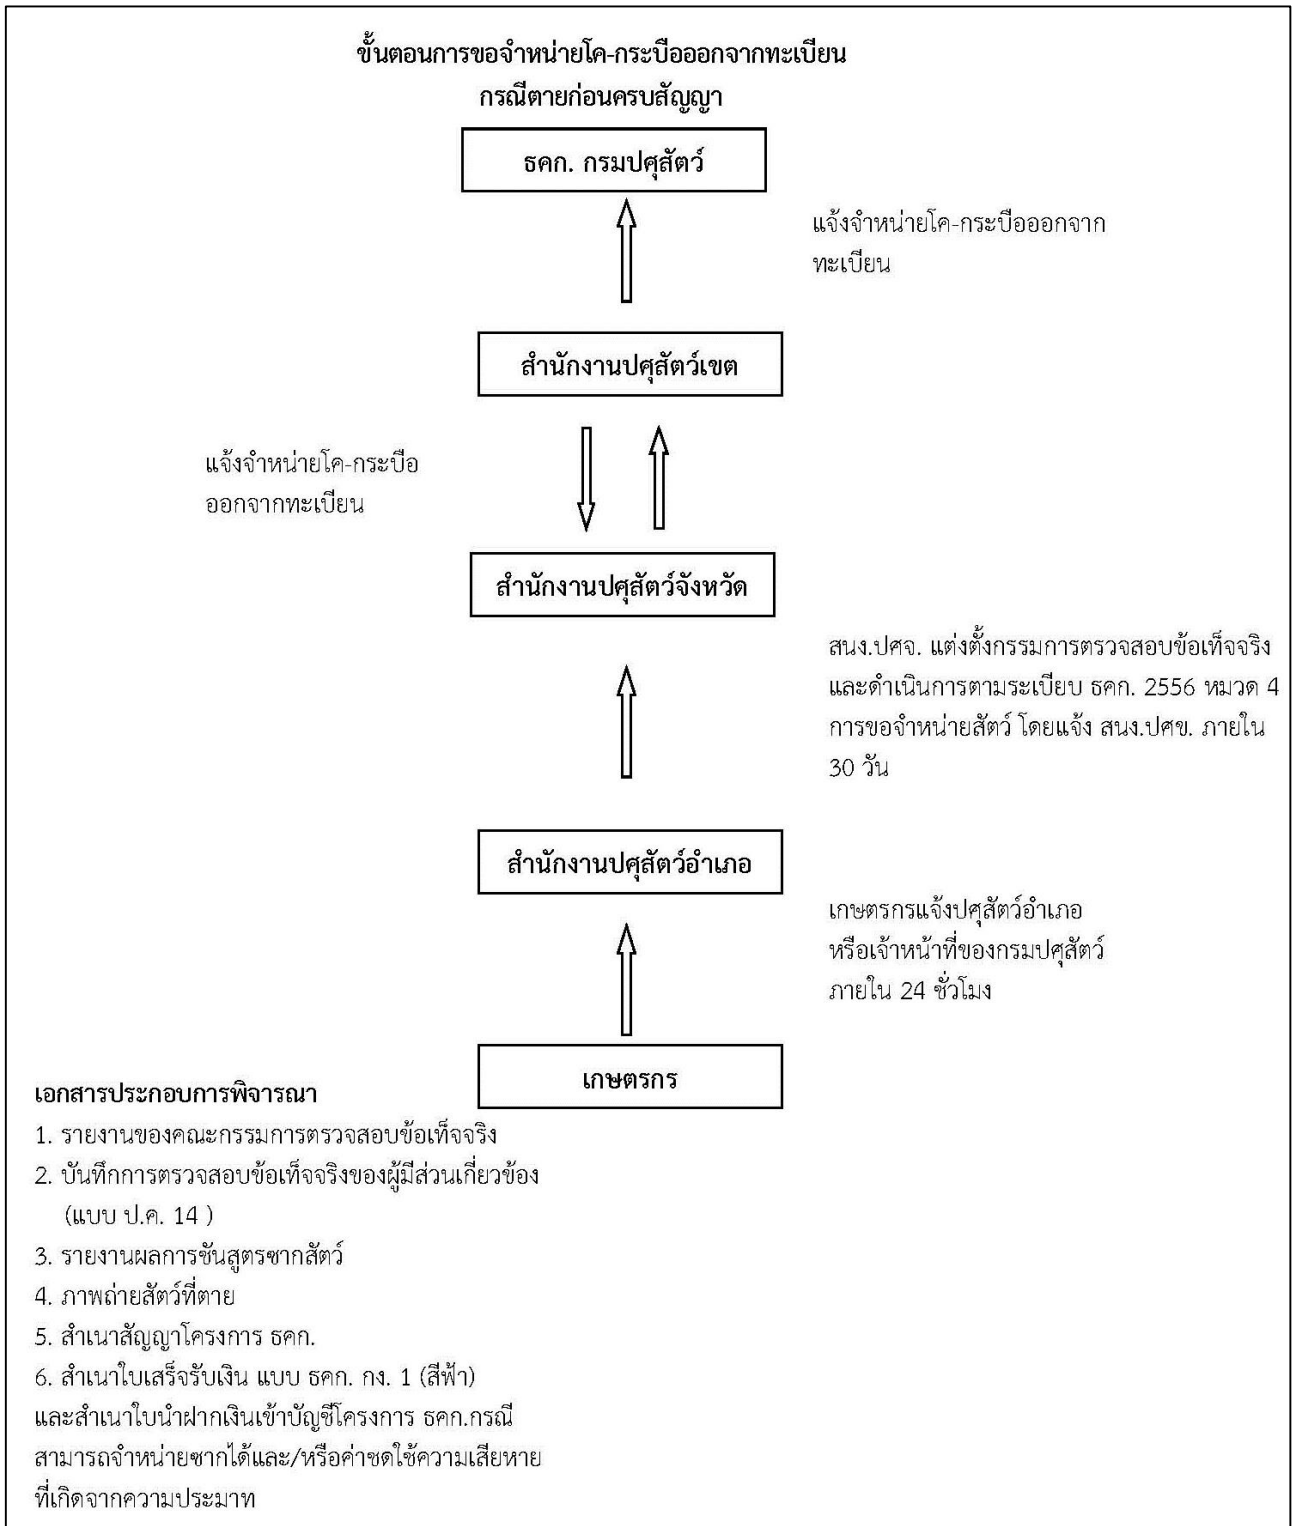 ขั้นตอนการขอจำหน่ายโค-กระบือออกจากทะเบียน
กรณีตายก่อนครบสัญญา
ธคก. กรมปศุสัตว์
แจ้งจำหน่ายโค-กระบือออกจาก
ทะเบียน
สำนักงานปศุสัตว์เขต
แจ้งจำหน่ายโค-กระบือ
ออกจากทะเบียน
สำนักงานปศุสัตว์จังหวัด
สนง.ปศจ. แต่งตั้งกรรมการตรวจสอบข้อเท็จจริง
และดำเนินการตามระเบียบ ธคก. 2556 หมวด 4
การขอจำหน่ายสัตว์ โดยแจ้ง สนง.ปศข. ภายใน
30 วัน
สำนักงานปศุสัตว์อำเภอ
เกษตรกรแจ้งปศุสัตว์อำเภอ
หรือเจ้าหน้าที่ของกรมปศุสัตว์
ภายใน 24 ชั่วโมง
เกษตรกร
เอกสารประกอบการพิจารณา
1. รายงานของคณะกรรมการตรวจสอบข้อเท็จจริง
2. บันทึกการตรวจสอบข้อเท็จจริงของผู้มีส่วนเกี่ยวข้อง
(แบบ ป.ค. 14 )
3. รายงานผลการชันสูตรซากสัตว์
4. ภาพถ่ายสัตว์ที่ตาย
5. สำเนาสัญญาโครงการ ธคก.
6. สำเนาใบเสร็จรับเงิน แบบ ธคก. กง. 1 (สีฟ้า)
และสำเนาใบนำฝากเงินเข้าบัญชีโครงการ ธคก.กรณี
สามารถจำหน่ายซากได้และ/หรือค่าชดใช้ความเสียหาย
ที่เกิดจากความประมาท